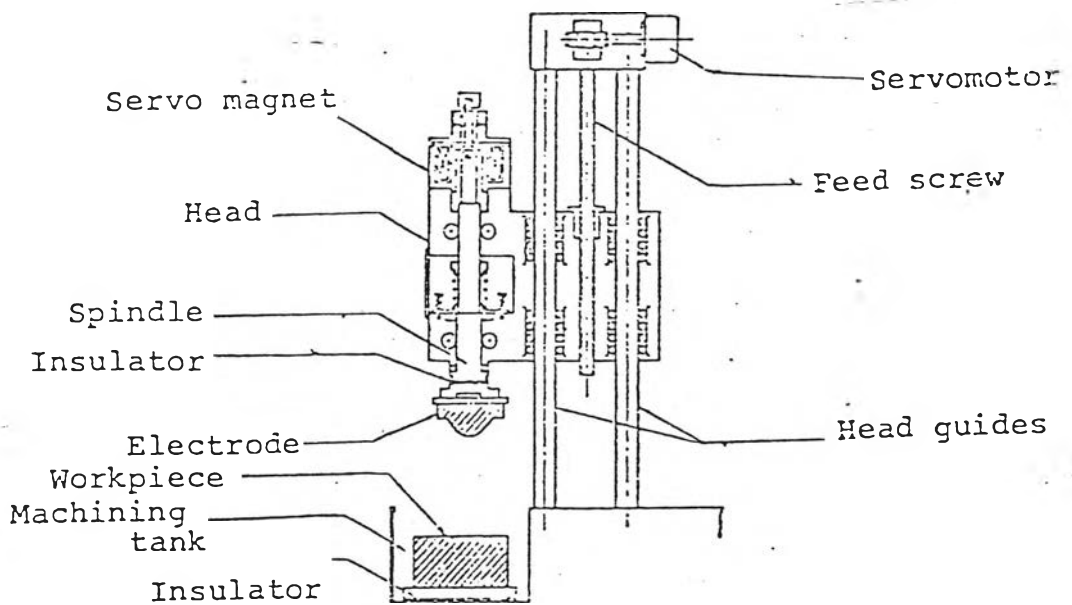 Servo magnet
Servomotor
Feed screw
Head
Spindle
Insulator
Electrode
Head guides
Workpiece
Machining
tank
Insulator